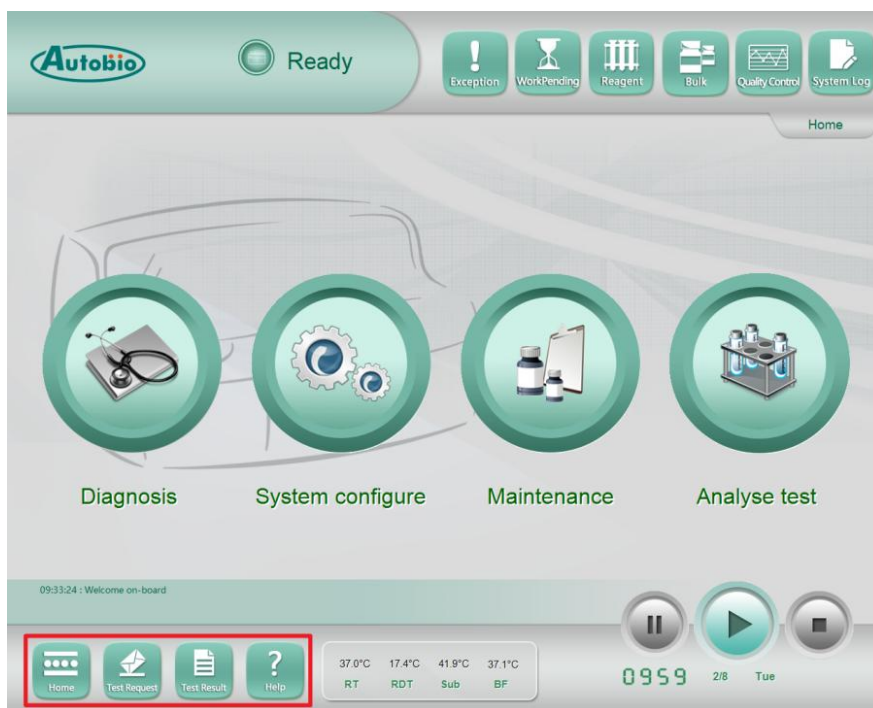 Autobio
Ready
Exception
WorkPending
Reagent
Bulk
Quality Control
System Log
Home
Diagnosis
System configure
Maintenance
Analyse test
09:33:24 : Welcome on-board
Home
Test Request
Test Result
?
Help
37.0°C 17.4°C 41.9°C 37.1°C
RT RDT Sub BF
0959 2/8 Tue